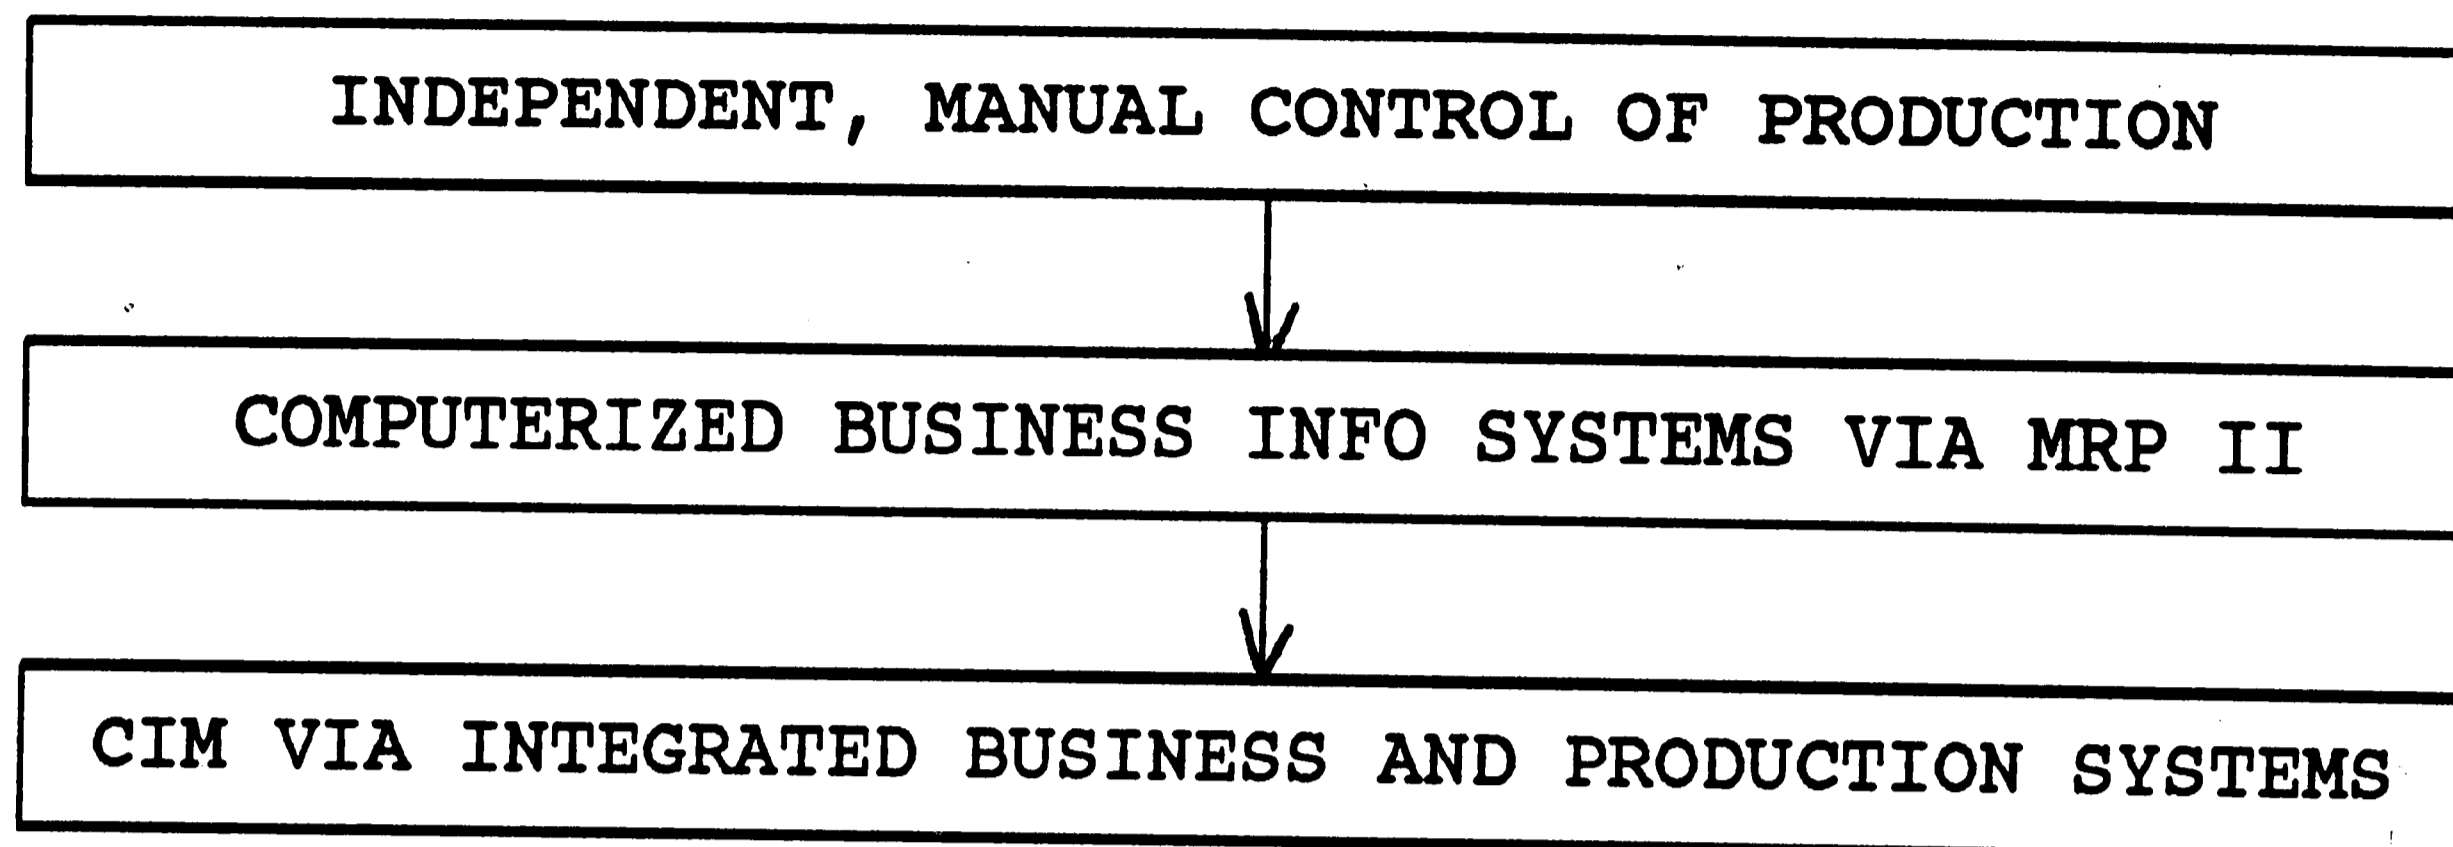 INDEPENDENT, MANUAL CONTROL OF PRODUCTION
COMPUTERIZED BUSINESS INFO SYSTEMS VIA MRP II
CIM VIA INTEGRATED BUSINESS AND PRODUCTION SYSTEMS